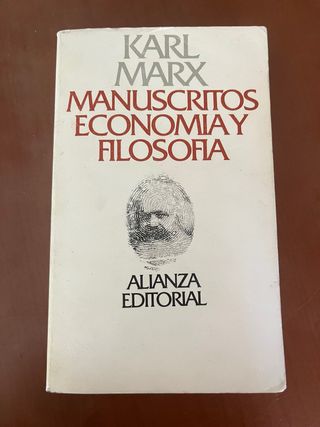 KARL
MARX
MANUSCRITOS
ECONOMIA Y
FILOSOFIA
ALIANZA
EDITORIAL